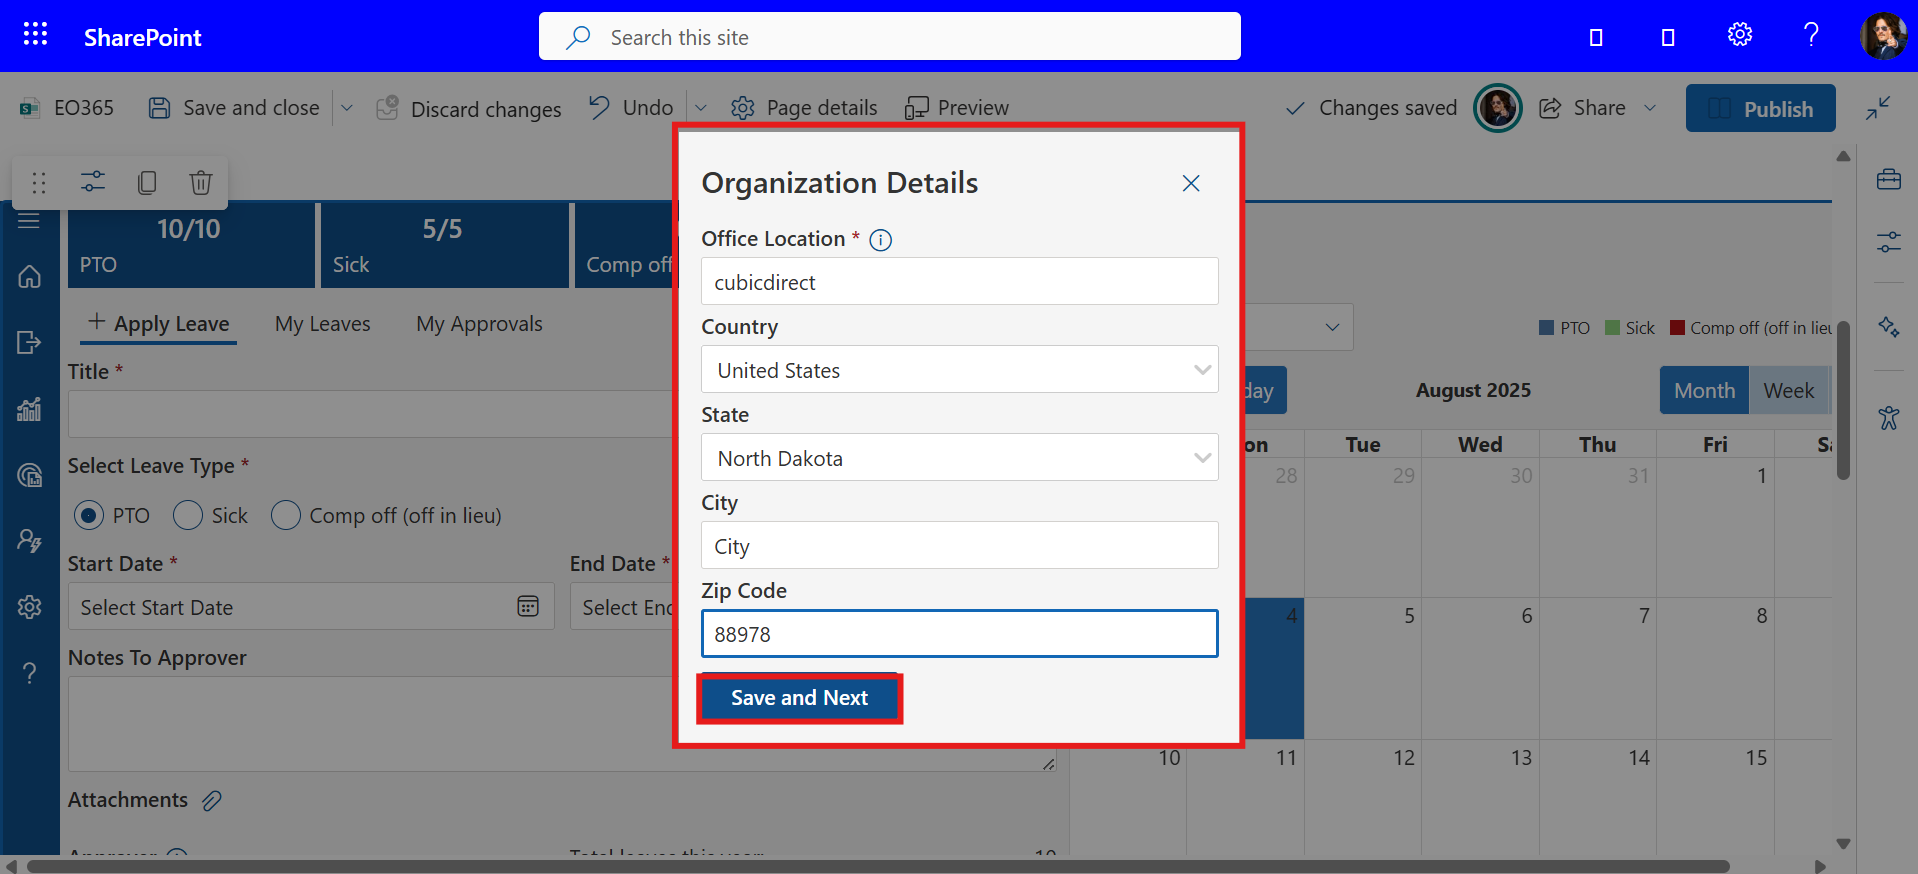 SharePoint
Search this site
EO365
Save and close
Discard changes
Undo
Page details
Preview
Changes saved
Share
Publish
10/10
PTO
5/5
Sick
Comp off
Apply Leave
My Leaves
My Approvals
Title *
Select Leave Type *
PTO
Sick
Comp off (off in lieu)
Start Date *
End Date *
Select Start Date
Select
Notes To Approver
Attachments
Organization Details
Office Location *
cubicdirect
Country
United States
State
North Dakota
City
City
Zip Code
88978
Save and Next
PTO
Sick
Comp off (off in lieu
August 2025
Month
Week
Tue
Wed
Thu
Fri
28
29
30
31
1
4
5
6
7
8
10
11
12
13
14
15